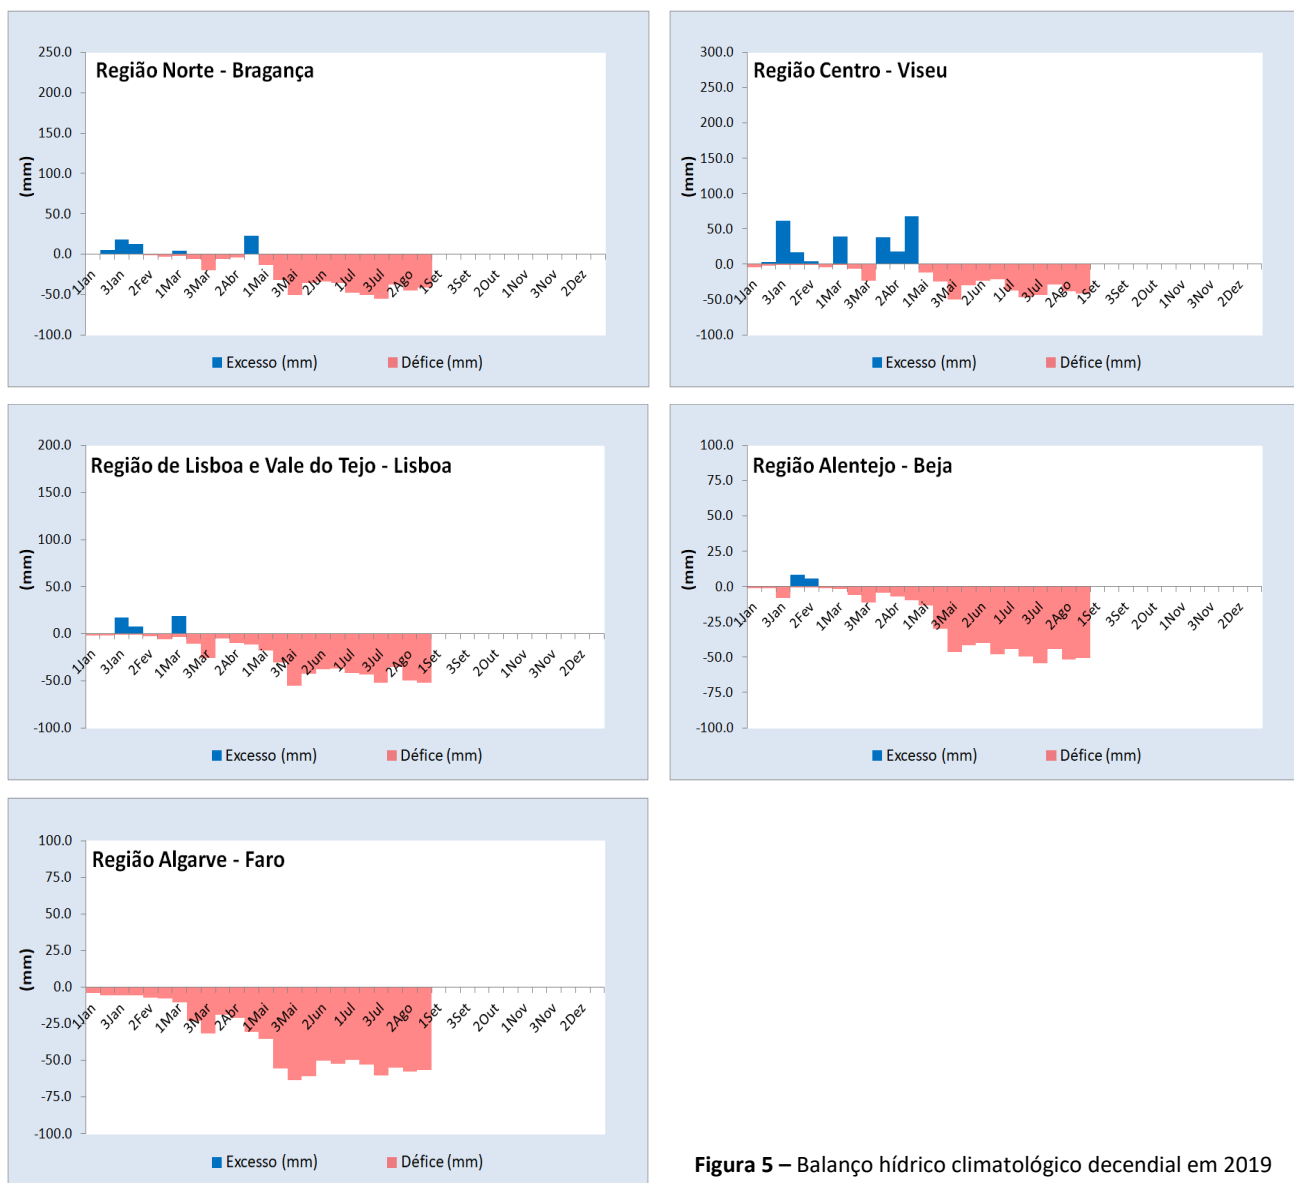 Região Norte - Bragança
250.0
200.0
150.0
100.0
50.0
0.0
-50.0
-100.0
(mm)
1Jan 3Jan 2Fev 1Mar 3Mar 2Abr 1Mai 3Mai 2Jun 1Jul 3Jul 2Ago 1Set 3Set 2Out 1Nov 3Nov 2Dez
Excesso (mm) Défice (mm)
Região Centro - Viseu
300.0
250.0
200.0
150.0
100.0
50.0
0.0
-50.0
-100.0
(mm)
1Jan 3Jan 2Fev 1Mar 3Mar 2Abr 1Mai 3Mai 2Jun 1Jul 3Jul 2Ago 1Set 3Set 2Out 1Nov 3Nov 2Dez
Excesso (mm) Défice (mm)
Região de Lisboa e Vale do Tejo - Lisboa
200.0
150.0
100.0
50.0
0.0
-50.0
-100.0
(mm)
1Jan 3Jan 2Fev 1Mar 3Mar 2Abr 1Mai 3Mai 2Jun 1Jul 3Jul 2Ago 1Set 3Set 2Out 1Nov 3Nov 2Dez
Excesso (mm) Défice (mm)
Região Alentejo - Beja
100.0
75.0
50.0
25.0
0.0
-25.0
-50.0
-75.0
-100.0
(mm)
1Jan 3Jan 2Fev 1Mar 3Mar 2Abr 1Mai 3Mai 2Jun 1Jul 3Jul 2Ago 1Set 3Set 2Out 1Nov 3Nov 2Dez
Excesso (mm) Défice (mm)
Região Algarve - Faro
100.0
75.0
50.0
25.0
0.0
-25.0
-50.0
-75.0
-100.0
(mm)
1Jan 3Jan 2Fev 1Mar 3Mar 2Abr 1Mai 3Mai 2Jun 1Jul 3Jul 2Ago 1Set 3Set 2Out 1Nov 3Nov 2Dez
Excesso (mm) Défice (mm)
Figura 5 – Balanço hídrico climatológico decendial em 2019